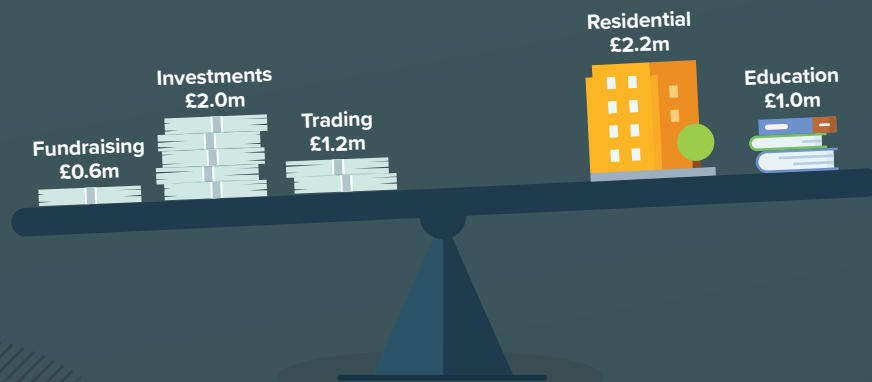 Fundraising
£0.6m
Investments
£2.0m
Trading
£1.2m
Residential
£2.2m
Education
£1.0m